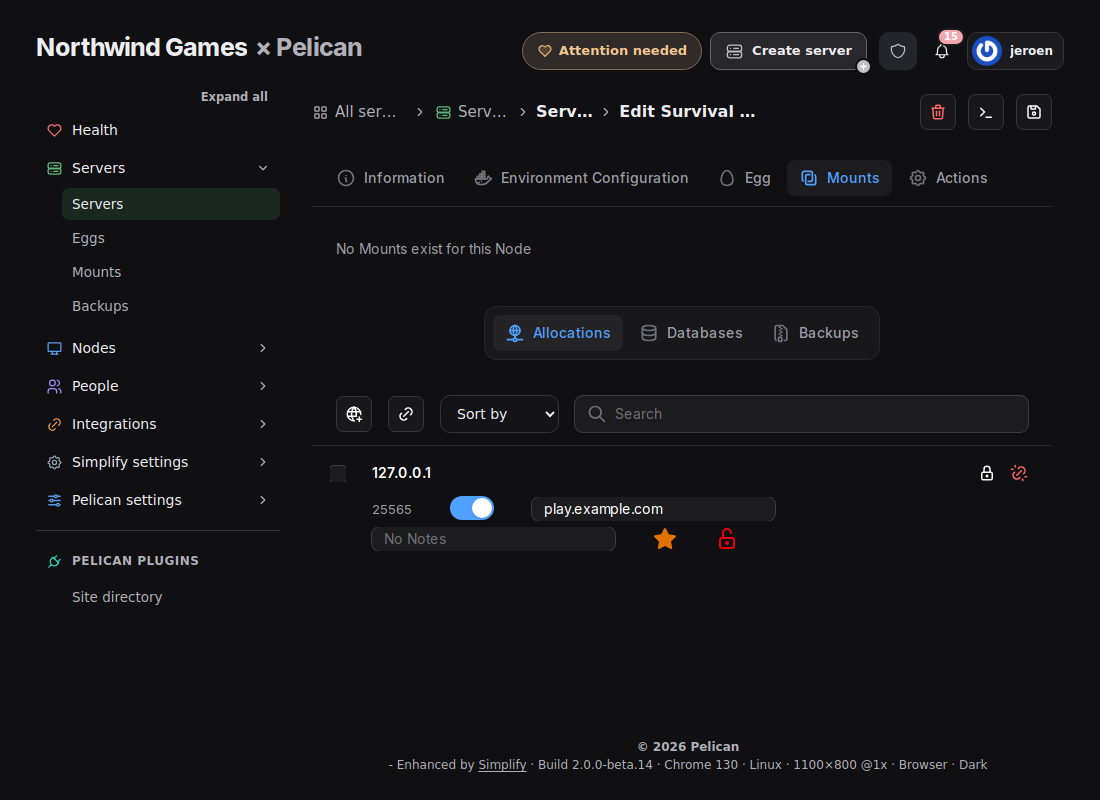 Northwind Games × Pelican
Attention needed
Create server
15
jeroen
Expand all
Health
Servers
Servers
Eggs
Mounts
Backups
Nodes
People
Integrations
Simplify settings
Pelican settings
PELICAN PLUGINS
Site directory
All ser... > Serv... > Serv... > Edit Survival ...
Information
Environment Configuration
Egg
Mounts
Actions
No Mounts exist for this Node
Allocations
Databases
Backups
Sort by
Search
127.0.0.1
25565
play.example.com
No Notes
© 2026 Pelican
- Enhanced by Simplify · Build 2.0.0-beta.14 · Chrome 130 · Linux · 1100×800 @1x · Browser · Dark